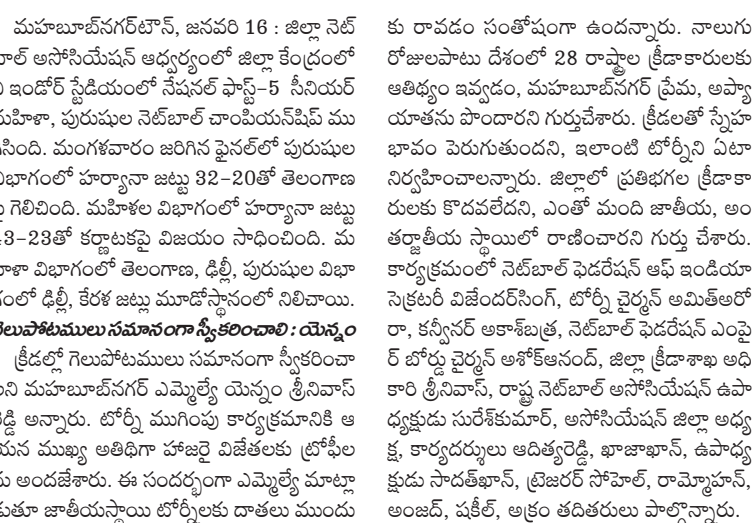 మహబూబ్‌నగర్‌టౌన్, జనవరి 16 : జిల్లా నెట్
బాల్ అసోసియేషన్ ఆధ్వర్యంలో జిల్లా కేంద్రంలో
ఇండోర్ స్టేడియంలో నేషనల్ ఫాస్ట్-5 సీనియర్
మహిళా, పురుషుల నెట్‌బాల్ చాంపియన్‌షిప్ ము
గిసింది. మంగళవారం జరిగిన ఫైనల్‌లో పురుషుల
విభాగంలో హర్యానా జట్టు 32-20తో తెలంగాణ
పై గెలిచింది. మహిళల విభాగంలో హర్యానా జట్టు
43-23తో కర్ణాటకపై విజయం సాధించింది. మ
హిళా విభాగంలో తెలంగాణ, ఢిల్లీ, పురుషుల విభా
గంలో ఢిల్లీ, కేరళ జట్లు మూడోస్థానంలో నిలిచాయి.
గెలుపోటములు సమానంగా స్వీకరించాలి : యెన్నం
క్రీడల్లో గెలుపోటములు సమానంగా స్వీకరించా
లని మహబూబ్‌నగర్ ఎమ్మెల్యే యెన్నం శ్రీనివాస్
రెడ్డి అన్నారు. టోర్నీ ముగింపు కార్యక్రమానికి ఆ
యన ముఖ్య అతిథిగా హాజరై విజేతలకు ట్రోఫీల
ను అందజేశారు. ఈ సందర్భంగా ఎమ్మెల్యే మాట్లా
డుతూ జాతీయస్థాయి టోర్నీలకు దాతలు ముందు
కు రావడం సంతోషంగా ఉందన్నారు. నాలుగు
రోజులపాటు దేశంలో 28 రాష్ట్రాల క్రీడాకారులకు
ఆతిథ్యం ఇవ్వడం, మహబూబ్‌నగర్ ప్రేమ, అప్యా
యాతను పొందారని గుర్తుచేశారు. క్రీడలతో స్నేహ
భావం పెరుగుతుందని, ఇలాంటి టోర్నీని ఏటా
నిర్వహించాలన్నారు. జిల్లాలో ప్రతిభగల క్రీడాకా
రులకు కొదవలేదని, ఎంతో మంది జాతీయ, అం
తర్జాతీయ స్థాయిలో రాణించారని గుర్తు చేశారు.
కార్యక్రమంలో నెట్‌బాల్ ఫెడరేషన్ ఆఫ్ ఇండియా
సెక్రటరీ విజేందర్‌సింగ్, టోర్నీ చైర్మన్ అమిత్‌అరో
రా, కన్వీనర్ ఆకాశ్‌బత్ర, నెట్‌బాల్ ఫెడరేషన్ ఎంపై
ర్ బోర్డు చైర్మన్ అశోక్‌ఆనంద్, జిల్లా క్రీడాశాఖ అధి
కారి శ్రీనివాస్, రాష్ట్ర నెట్‌బాల్ అసోసియేషన్ ఉపా
ధ్యక్షుడు సురేశ్‌కుమార్, అసోసియేషన్ జిల్లా అధ్య
క్ష, కార్యదర్శులు ఆదిత్యరెడ్డి, ఖాజాఖాన్, ఉపాధ్య
క్షుడు సాదత్‌ఖాన్, ట్రెజరర్ సోహెల్, రామ్మోహన్,
అంజద్, షకీల్, అక్రం తదితరులు పాల్గొన్నారు.